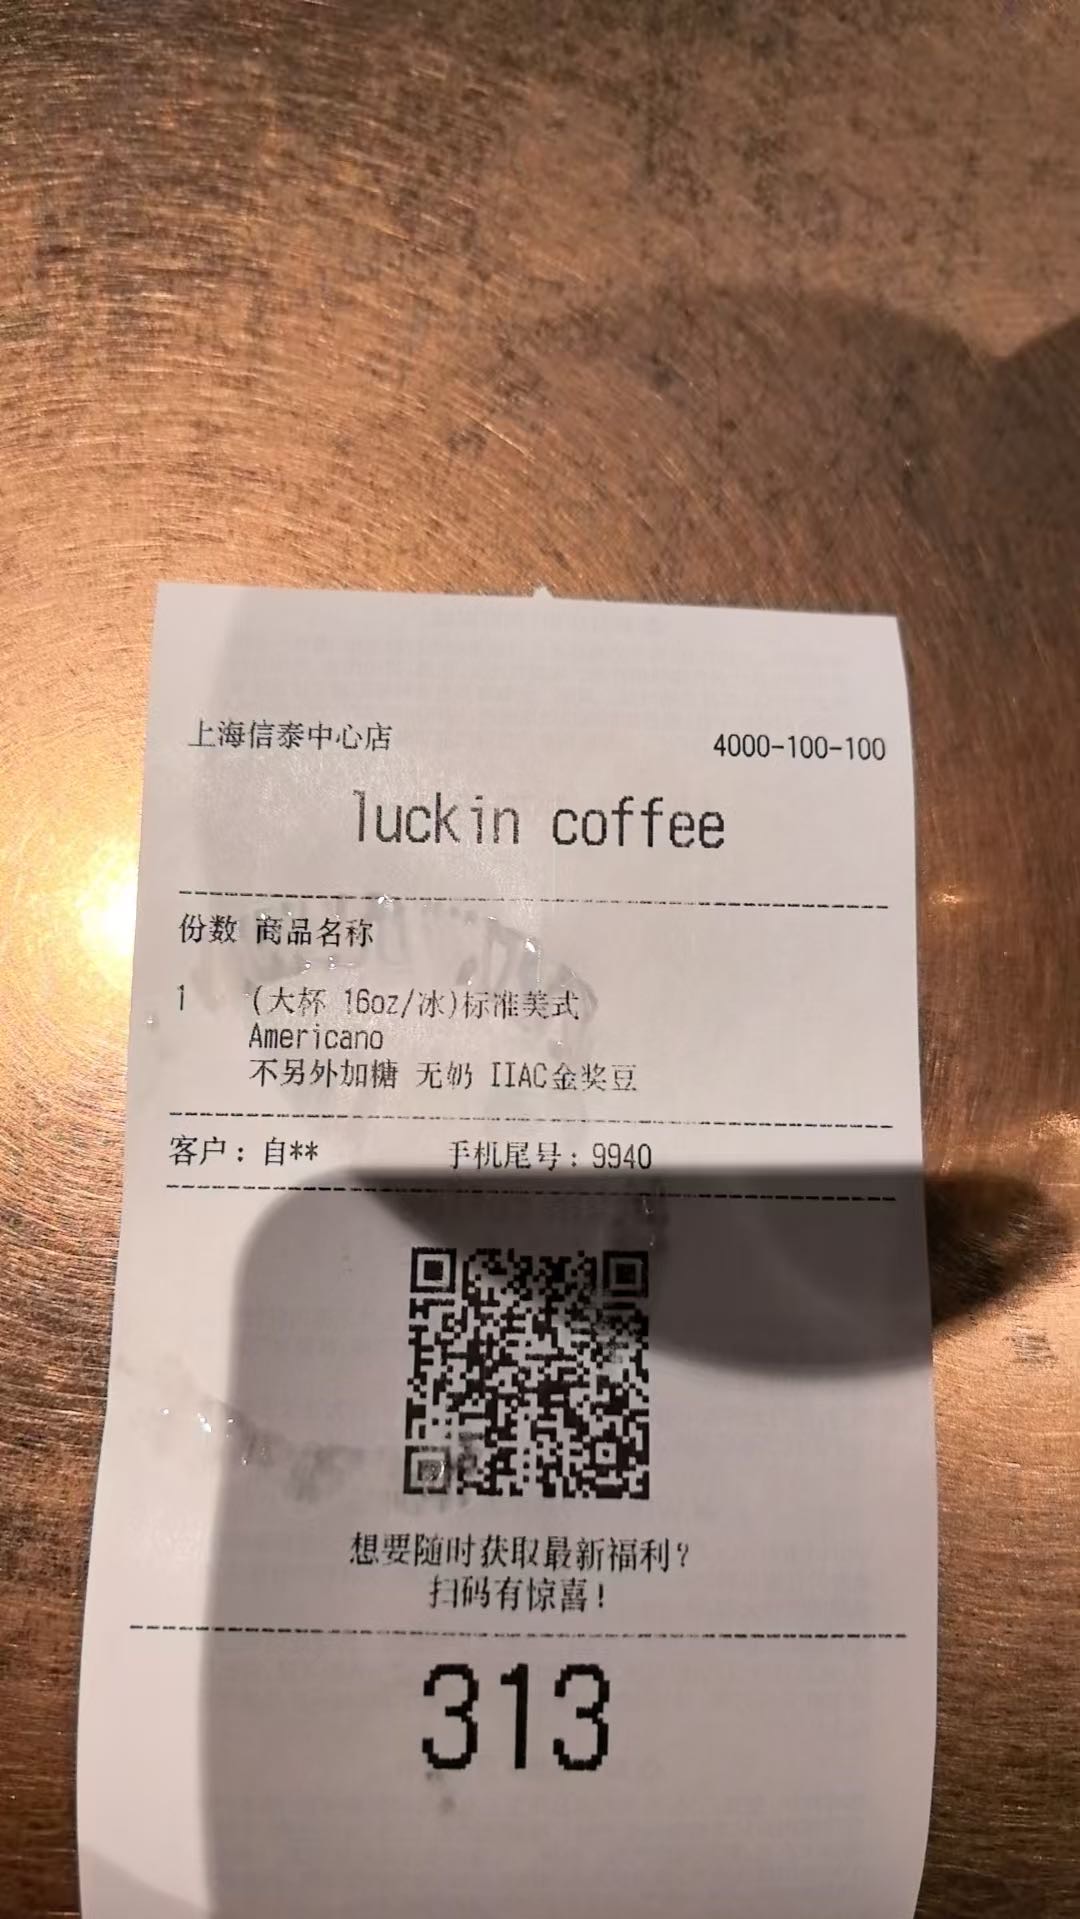 上海信泰中心店 4000-100-100
luckin coffee
份数 商品名称
1 (大杯 16oz/冰)标准美式
Americano
不另外加糖 无奶 IIAC金奖豆
客户：自** 手机尾号：9940
想要随时获取最新福利？
扫码有惊喜！
313